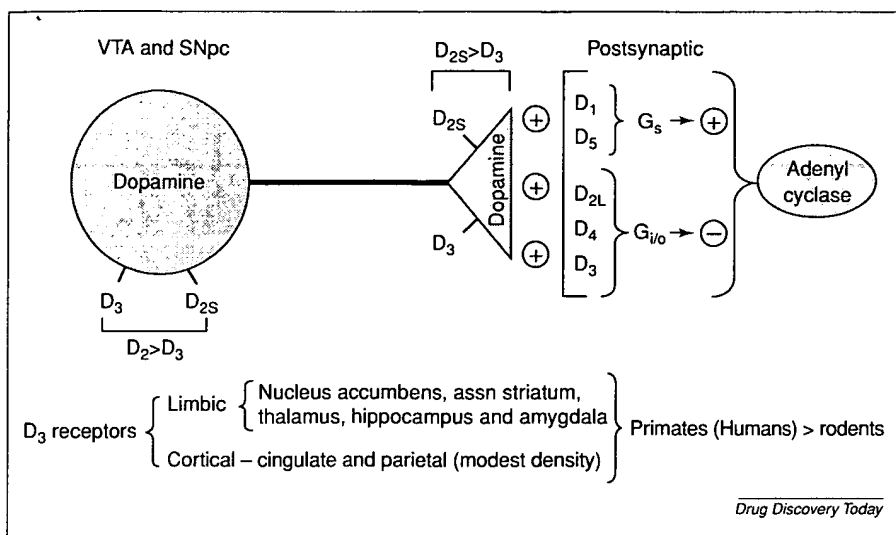 VTA and SNpc
Dopamine
D3
D2S
D2>D3
D2S>D3
D2S
Dopamine
D3
+
+
+
Postsynaptic
D1
D5
Gs → +
D2L
D4
D3
Gi/o → −
Adenyl
cyclase
D3 receptors
Limbic
Nucleus accumbens, assn striatum,
thalamus, hippocampus and amygdala
Cortical – cingulate and parietal (modest density)
Primates (Humans) > rodents
Drug Discovery Today